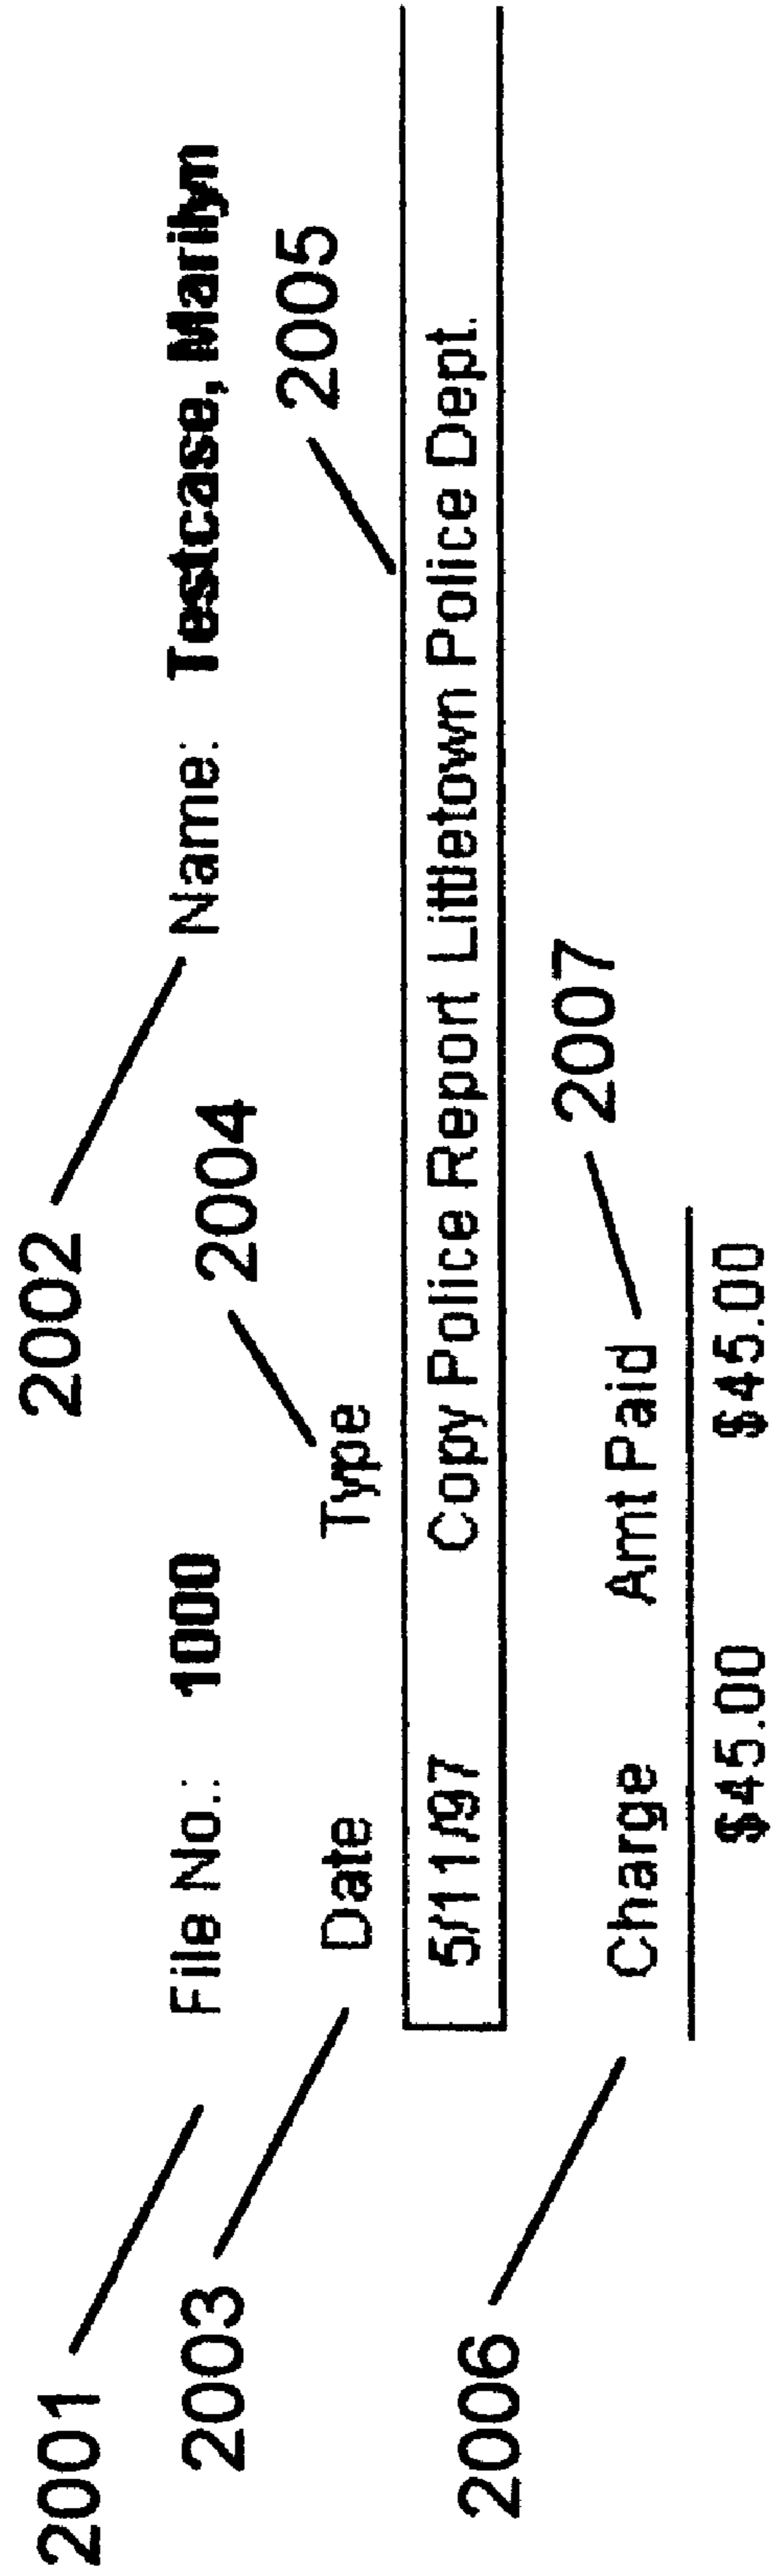 2002
2001 File No.: 1000 Name: Testcase, Marilyn
2004 2005
2003 Date Type
5/11/97 Copy Police Report Littletown Police Dept.
2006 2007
Charge Amt Paid
$45.00 $45.00